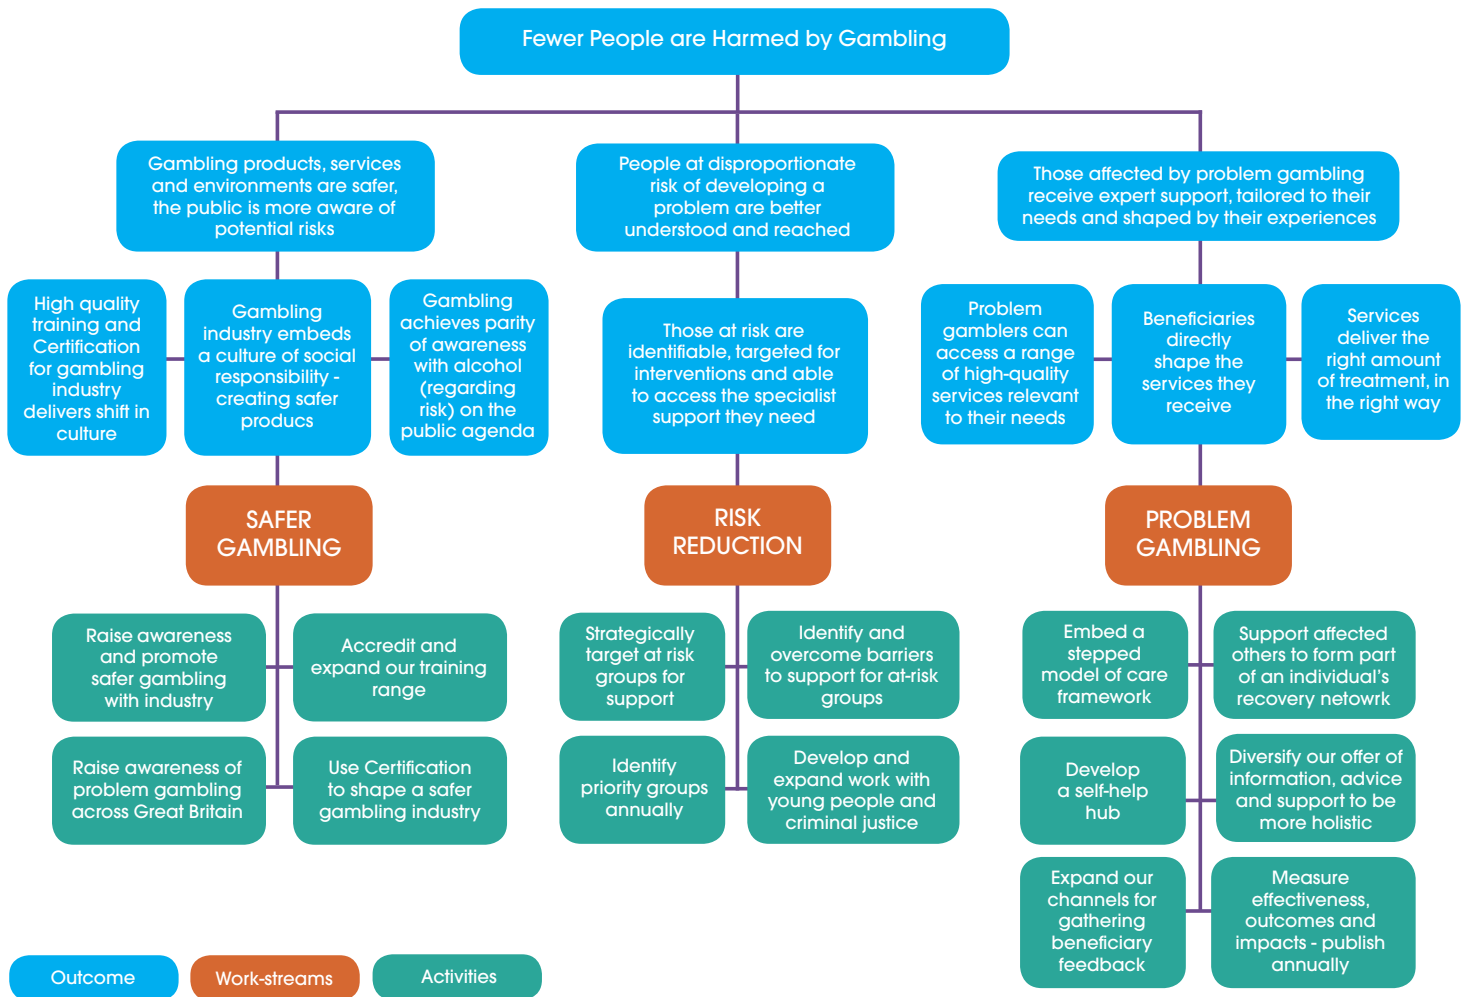 Fewer People are Harmed by Gambling
Gambling products, services
and environments are safer,
the public is more aware of
potential risks
People at disproportionate
risk of developing a
problem are better
understood and reached
Those affected by problem gambling
receive expert support, tailored to their
needs and shaped by their experiences
High quality
training and
Certification
for gambling
industry
delivers shift in
culture
Gambling
industry embeds
a culture of social
responsibility -
creating safer
producs
Gambling
achieves parity
of awareness
with alcohol
(regarding
risk) on the
public agenda
Those at risk are
identifiable, targeted for
interventions and able
to access the specialist
support they need
Problem
gamblers can
access a range
of high-quality
services relevant
to their needs
Beneficiaries
directly
shape the
services they
receive
Services
deliver the
right amount
of treatment, in
the right way
SAFER
GAMBLING
RISK
REDUCTION
PROBLEM
GAMBLING
Raise awareness
and promote
safer gambling
with industry
Accredit and
expand our training
range
Strategically
target at risk
groups for
support
Identify and
overcome barriers
to support for at-risk
groups
Embed a
stepped
model of care
framework
Support affected
others to form part
of an individual's
recovery netowrk
Raise awareness of
problem gambling
across Great Britain
Use Certification
to shape a safer
gambling industry
Identify
priority groups
annually
Develop and
expand work with
young people and
criminal justice
Develop
a self-help
hub
Diversify our offer of
information, advice
and support to be
more holistic
Expand our
channels for
gathering
beneficiary
feedback
Measure
effectiveness,
outcomes and
impacts - publish
annually
Outcome
Work-streams
Activities